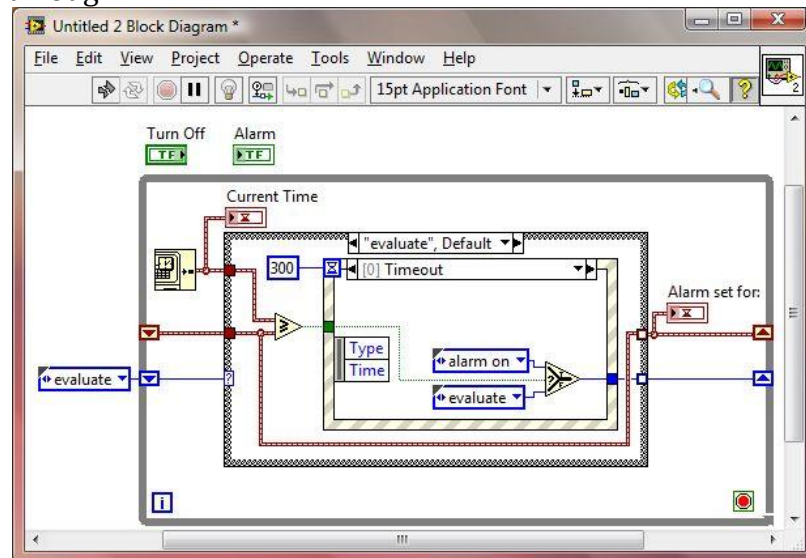 Untitled 2 Block Diagram *
File Edit View Project Operate Tools Window Help
15pt Application Font
2
Turn Off Alarm
TF TF
Current Time
"evaluate", Default
300 [0] Timeout
Alarm set for:
Type
Time
alarm on
evaluate
evaluate
?
T
F
?
i